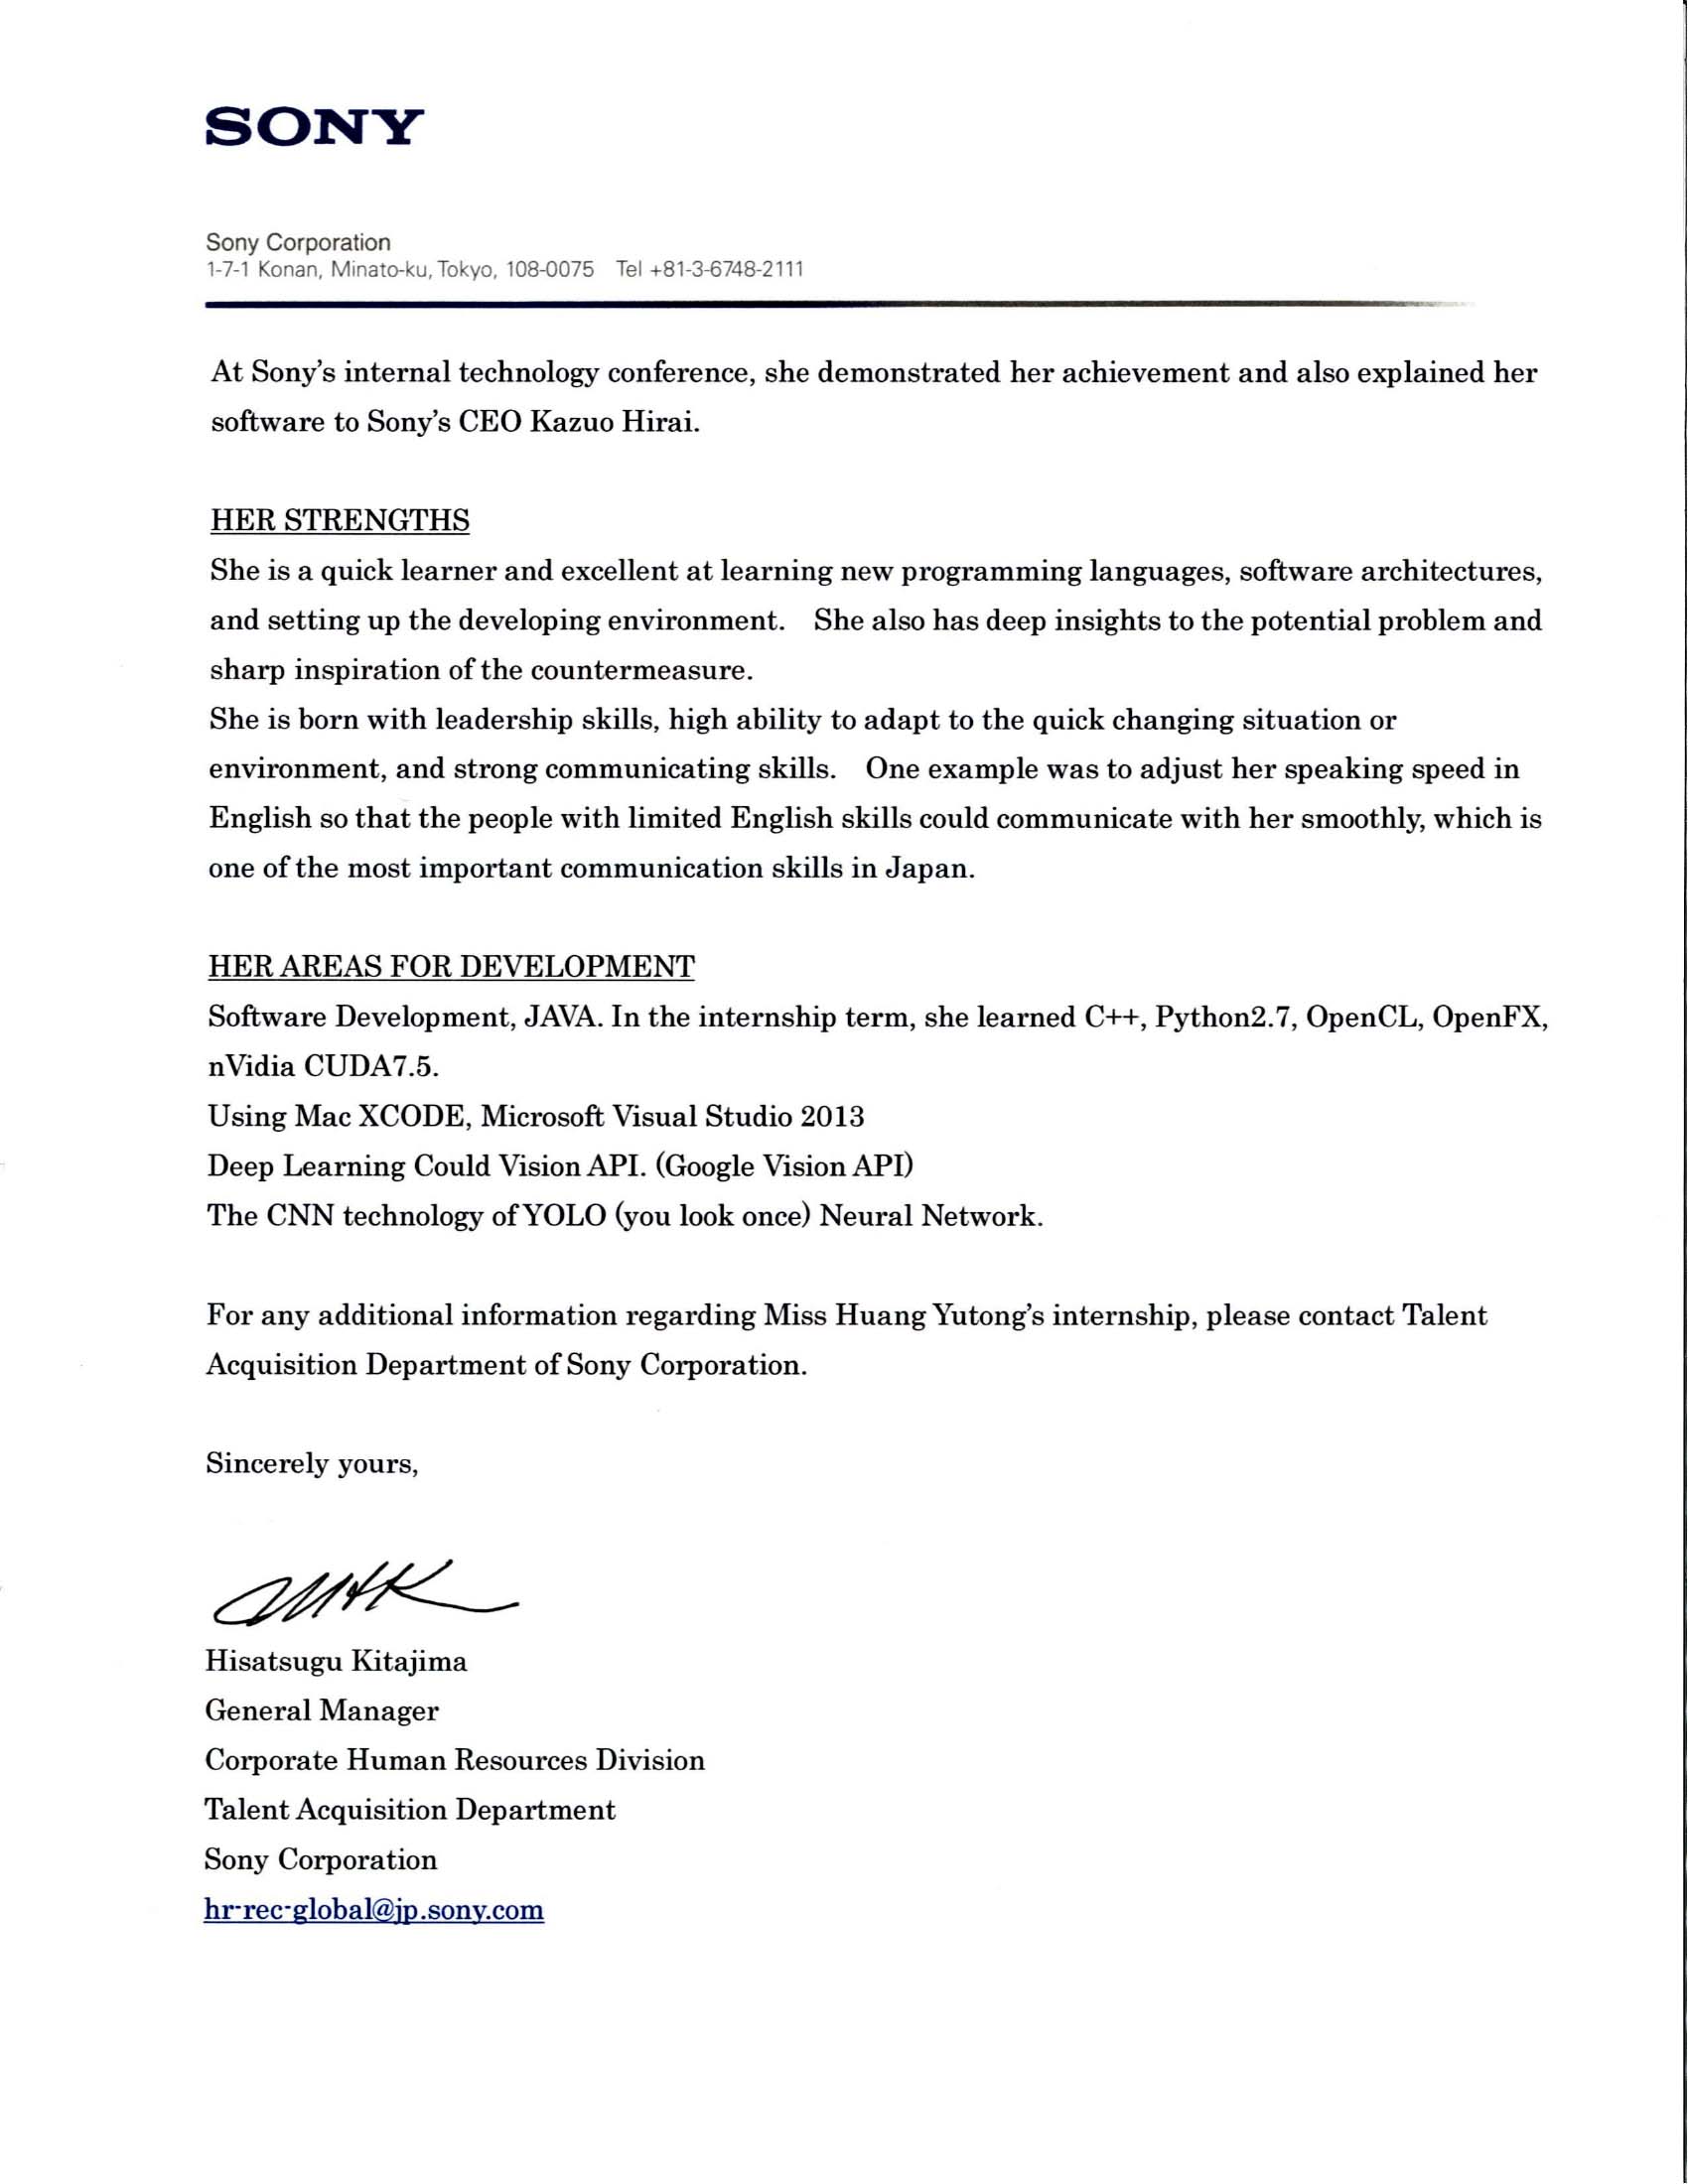 SONY
Sony Corporation
1-7-1 Konan, Minato-ku, Tokyo, 108-0075 Tel +81-3-6748-2111
At Sony's internal technology conference, she demonstrated her achievement and also explained her
software to Sony's CEO Kazuo Hirai.
HER STRENGTHS
She is a quick learner and excellent at learning new programming languages, software architectures,
and setting up the developing environment. She also has deep insights to the potential problem and
sharp inspiration of the countermeasure.
She is born with leadership skills, high ability to adapt to the quick changing situation or
environment, and strong communicating skills. One example was to adjust her speaking speed in
English so that the people with limited English skills could communicate with her smoothly, which is
one of the most important communication skills in Japan.
HER AREAS FOR DEVELOPMENT
Software Development, JAVA. In the internship term, she learned C++, Python2.7, OpenCL, OpenFX,
nVidia CUDA7.5.
Using Mac XCODE, Microsoft Visual Studio 2013
Deep Learning Could Vision API. (Google Vision API)
The CNN technology of YOLO (you look once) Neural Network.
For any additional information regarding Miss Huang Yutong's internship, please contact Talent
Acquisition Department of Sony Corporation.
Sincerely yours,
Hisatsugu Kitajima
General Manager
Corporate Human Resources Division
Talent Acquisition Department
Sony Corporation
hr-rec-global@jp.sony.com